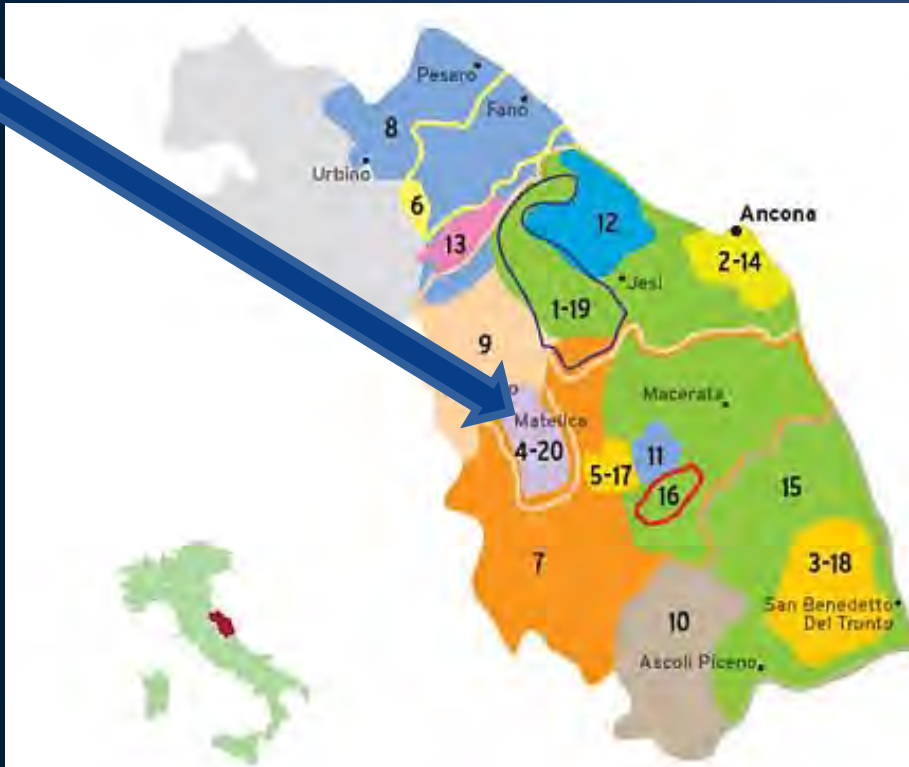 Pesaro
Fano
8
Urbino
6
Ancona
12
13
2-14
Jesi
1-19
9
o
Macerata
Matelica
4-20
11
5-17
16
15
7
3-18
San Benedetto
Del Tronto
10
Ascoli Piceno